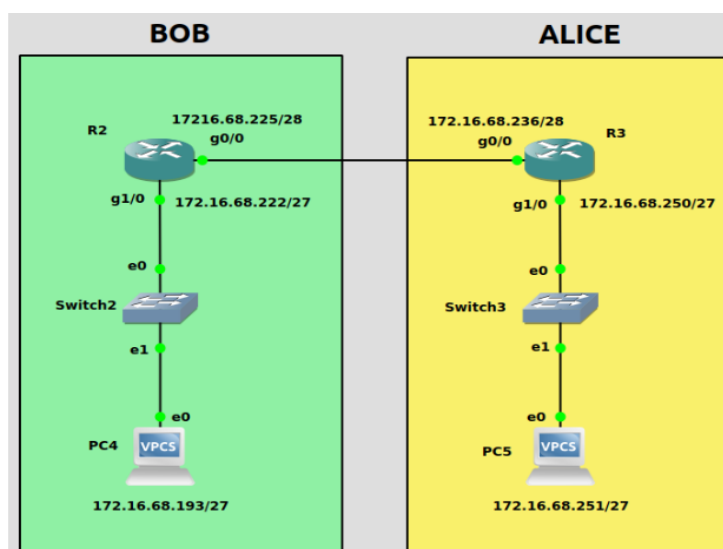 BOB
ALICE
17216.68.225/28
172.16.68.236/28
R2
g0/0
g0/0
R3
g1/0
172.16.68.222/27
g1/0
172.16.68.250/27
e0
e0
Switch2
Switch3
e1
e1
e0
e0
PC4
VPCS
PC5
VPCS
172.16.68.193/27
172.16.68.251/27